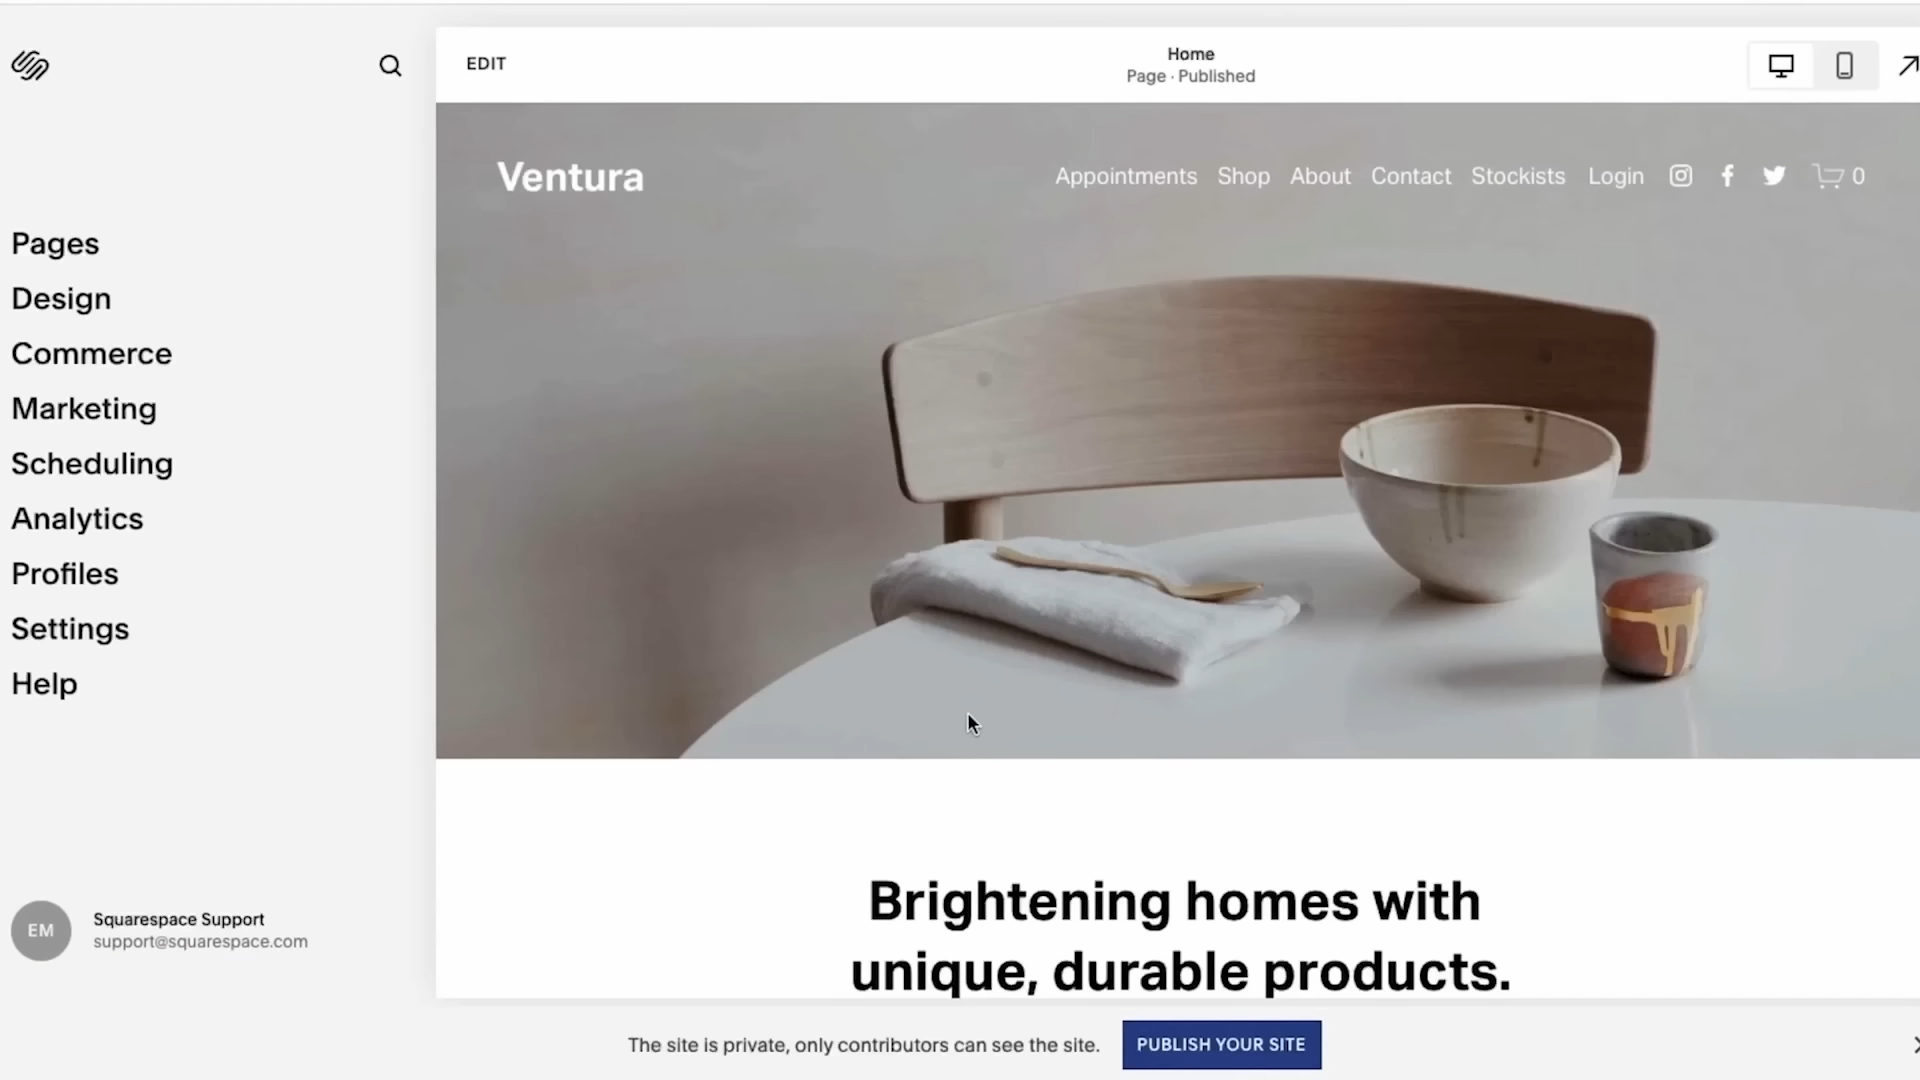 EDIT
Home
Page · Published
Ventura
Appointments Shop About Contact Stockists Login 0
Pages
Design
Commerce
Marketing
Scheduling
Analytics
Profiles
Settings
Help
EM
Squarespace Support
support@squarespace.com
Brightening homes with
unique, durable products.
The site is private, only contributors can see the site. PUBLISH YOUR SITE